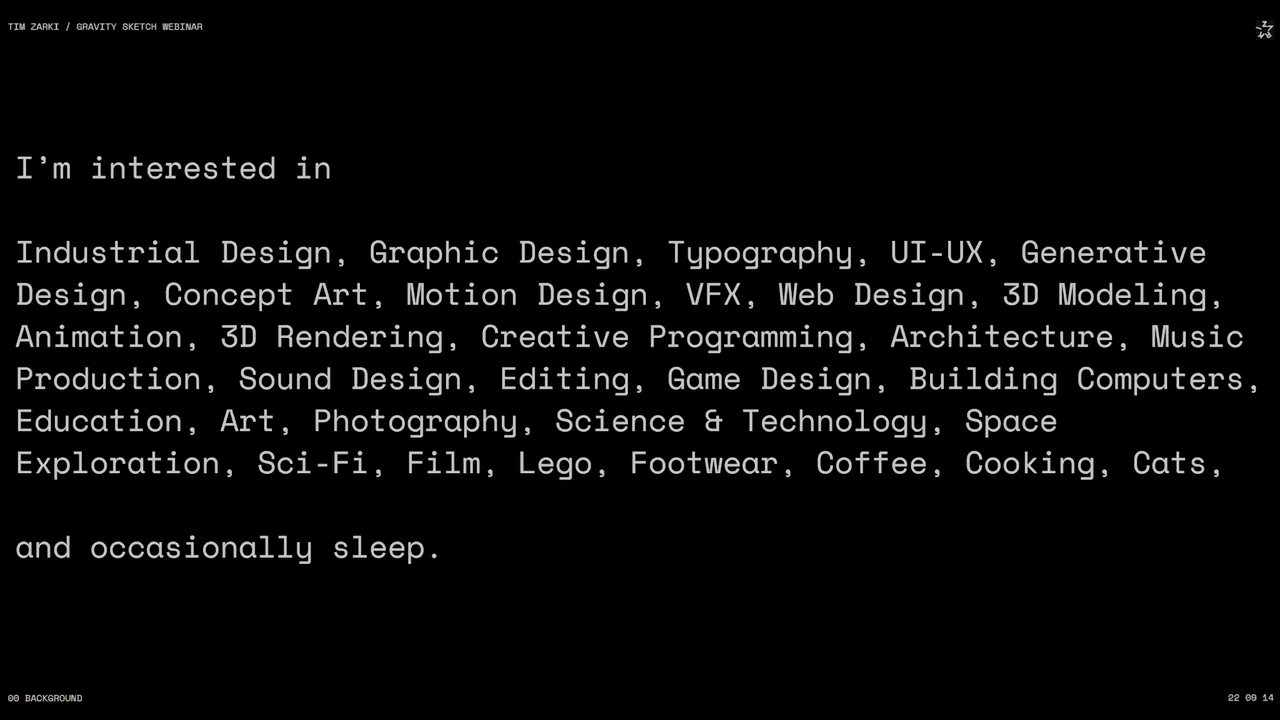 TIM ZARKI / GRAVITY SKETCH WEBINAR
I’m interested in
Industrial Design, Graphic Design, Typography, UI-UX, Generative
Design, Concept Art, Motion Design, VFX, Web Design, 3D Modeling,
Animation, 3D Rendering, Creative Programming, Architecture, Music
Production, Sound Design, Editing, Game Design, Building Computers,
Education, Art, Photography, Science & Technology, Space
Exploration, Sci-Fi, Film, Lego, Footwear, Coffee, Cooking, Cats,
and occasionally sleep.
00 BACKGROUND
22 09 14